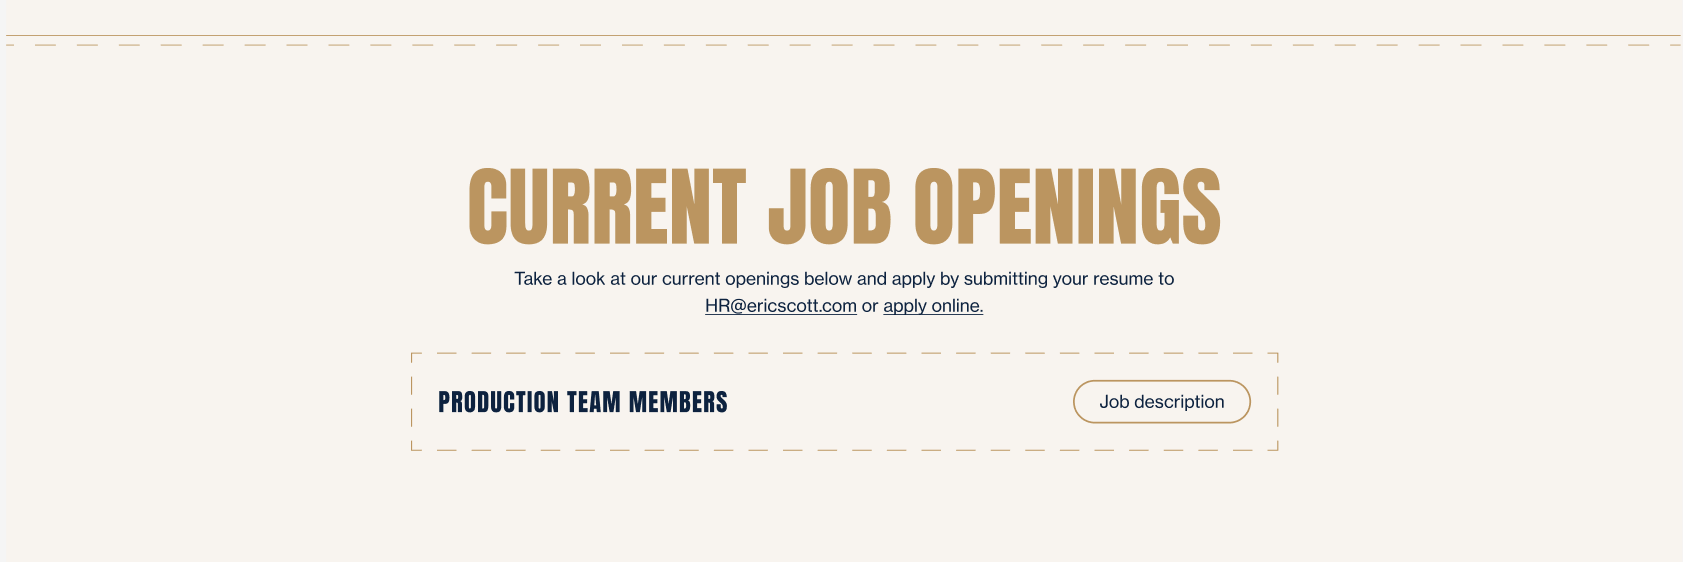 CURRENT JOB OPENINGS
Take a look at our current openings below and apply by submitting your resume to
HR@ericscott.com or apply online.
PRODUCTION TEAM MEMBERS
Job description